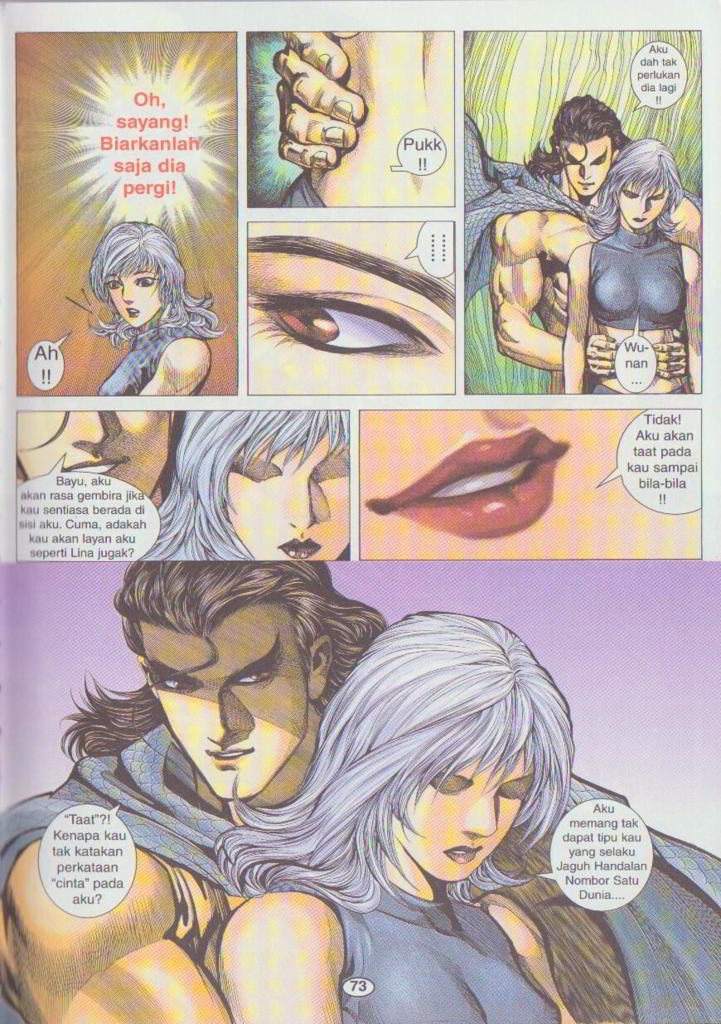 Oh,
sayang!
Biarkanlah
saja dia
pergi!
Ah
!!
Pukk
!!
Aku
dah tak
perlukan
dia lagi
!!
Wu-
nan
...
Bayu, aku
akan rasa gembira jika
kau sentiasa berada di
sisi aku. Cuma, adakah
kau akan layan aku
seperti Lina jugak?
Tidak!
Aku akan
taat pada
kau sampai
bila-bila
!!
"Taat"?!
Kenapa kau
tak katakan
perkataan
"cinta" pada
aku?
Aku
memang tak
dapat tipu kau
yang selaku
Jaguh Handalan
Nombor Satu
Dunia....
73